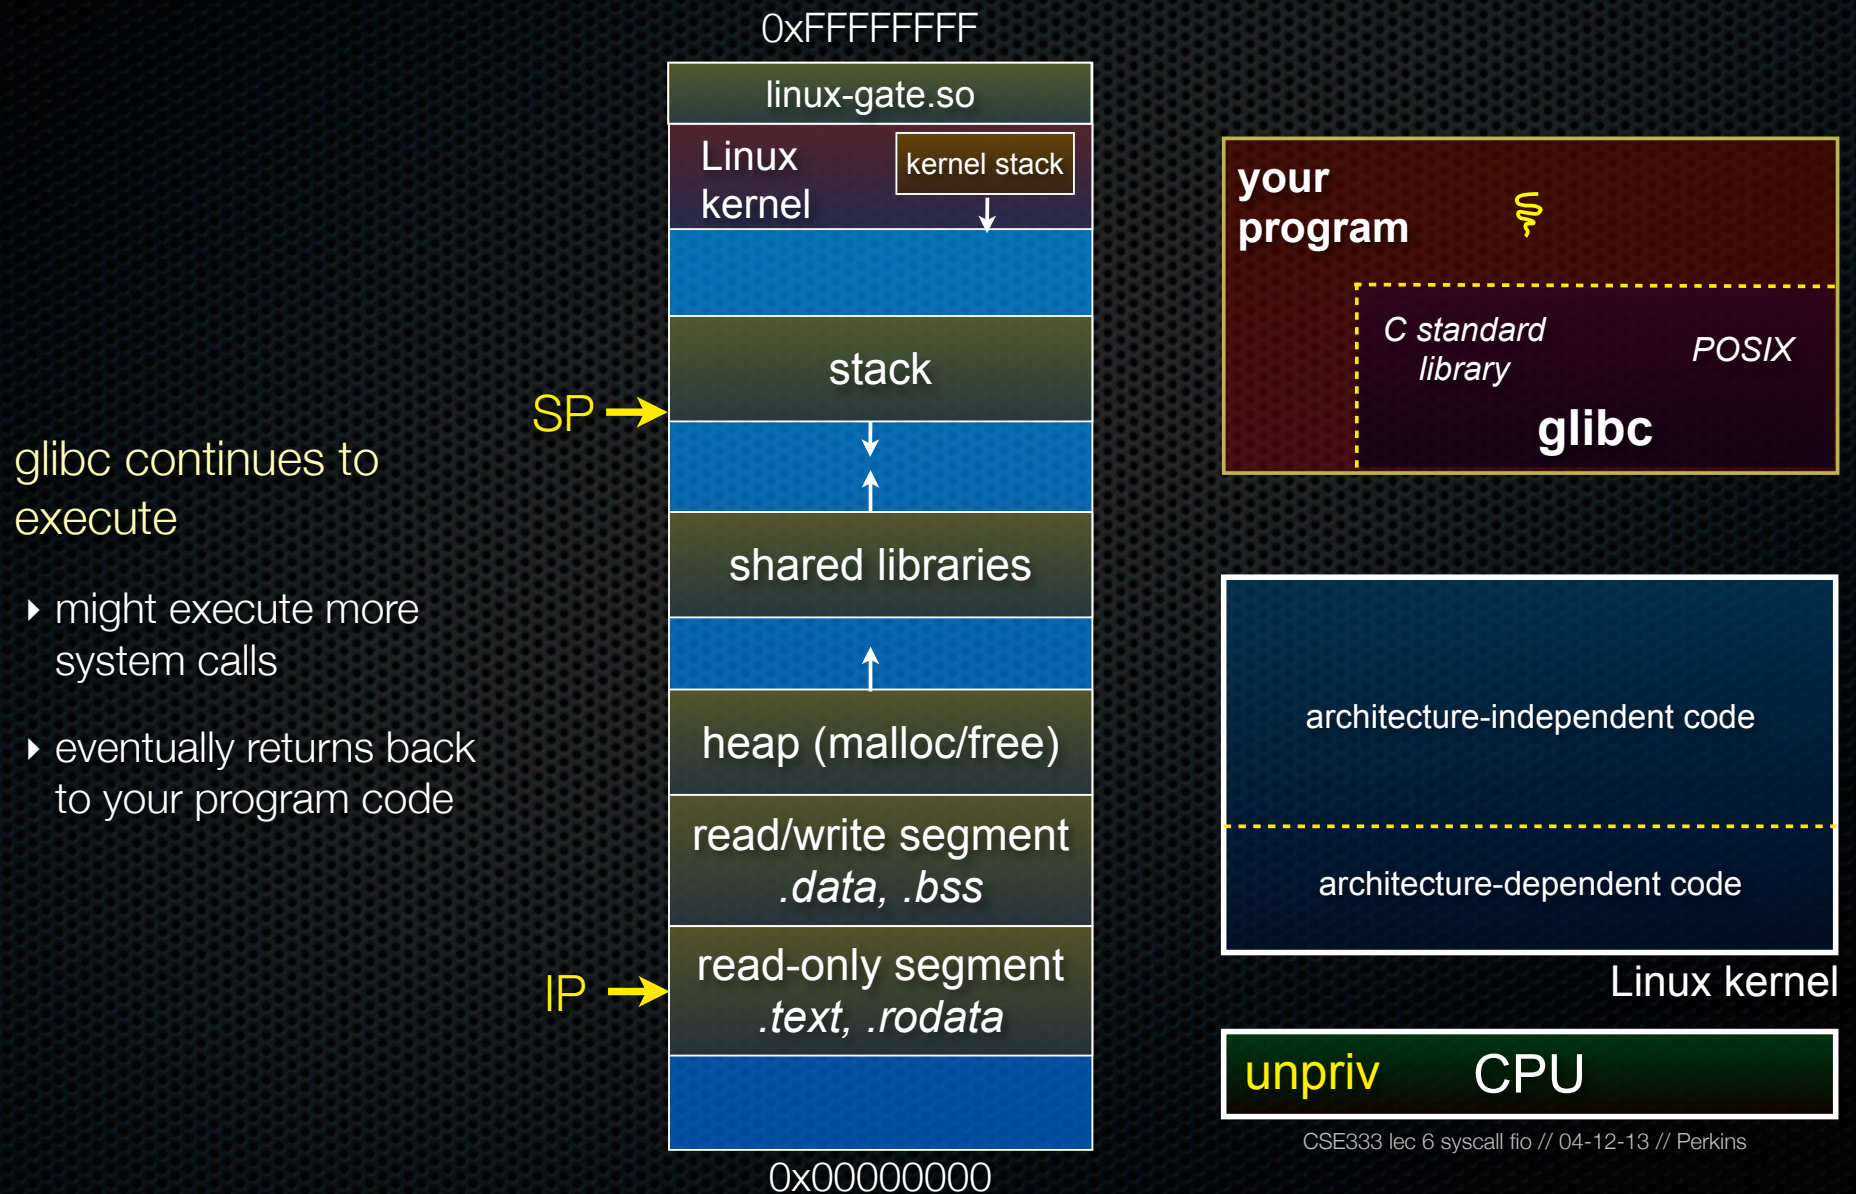 0xFFFFFFFF
linux-gate.so
Linux
kernel
kernel stack
stack
SP
shared libraries
heap (malloc/free)
read/write segment
.data, .bss
IP
read-only segment
.text, .rodata
0x00000000
glibc continues to
execute
▸ might execute more
system calls
▸ eventually returns back
to your program code
your
program
C standard
library
POSIX
glibc
architecture-independent code
architecture-dependent code
Linux kernel
unpriv CPU
CSE333 lec 6 syscall fio // 04-12-13 // Perkins